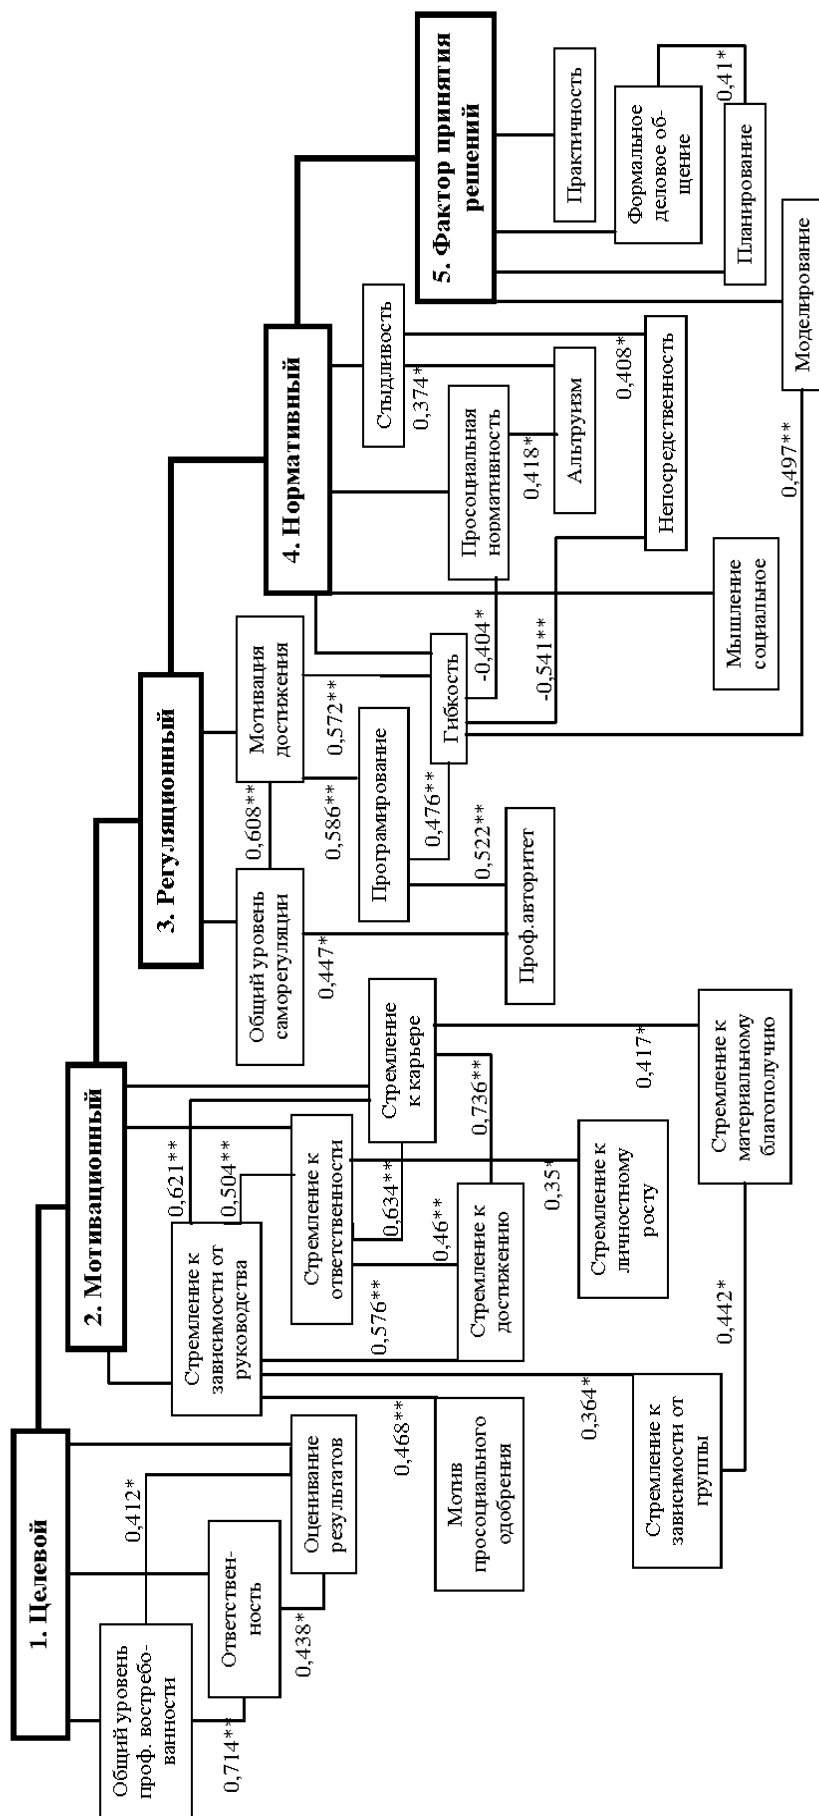 1. Целевой
Общий уровень
проф. востребо-
ванности
0,714**
Ответствен-
ность
0,412*
0,438*
Оценивание
результатов
2. Мотивационный
Стремление к
зависимости от
руководства
0,621**
0,504**
Стремление к
ответственности
0,634**
0,576**
0,46**
Стремление
к карьере
0,736**
Стремление к
достижению
0,468**
Мотив
просоциального
одобрения
0,35*
Стремление к
личностному
росту
0,364*
Стремление к
зависимости от
группы
0,442*
0,417*
Стремление к
материальному
благополучию
3. Регуляционный
Общий уровень
саморегуляции
0,608**
Мотивация
достижения
0,447*
0,586**
0,572**
Програмирование
0,476**
0,522**
Гибкость
Проф.авторитет
4. Нормативный
Стыдливость
0,374*
Просоциальная
нормативность
-0,404*
0,418*
Альтруизм
-0,541**
0,408*
Непосредственность
Мышление
социальное
0,497**
5. Фактор принятия
решений
Практичность
Формальное
деловое об-
щение
0,41*
Планирование
Моделирование